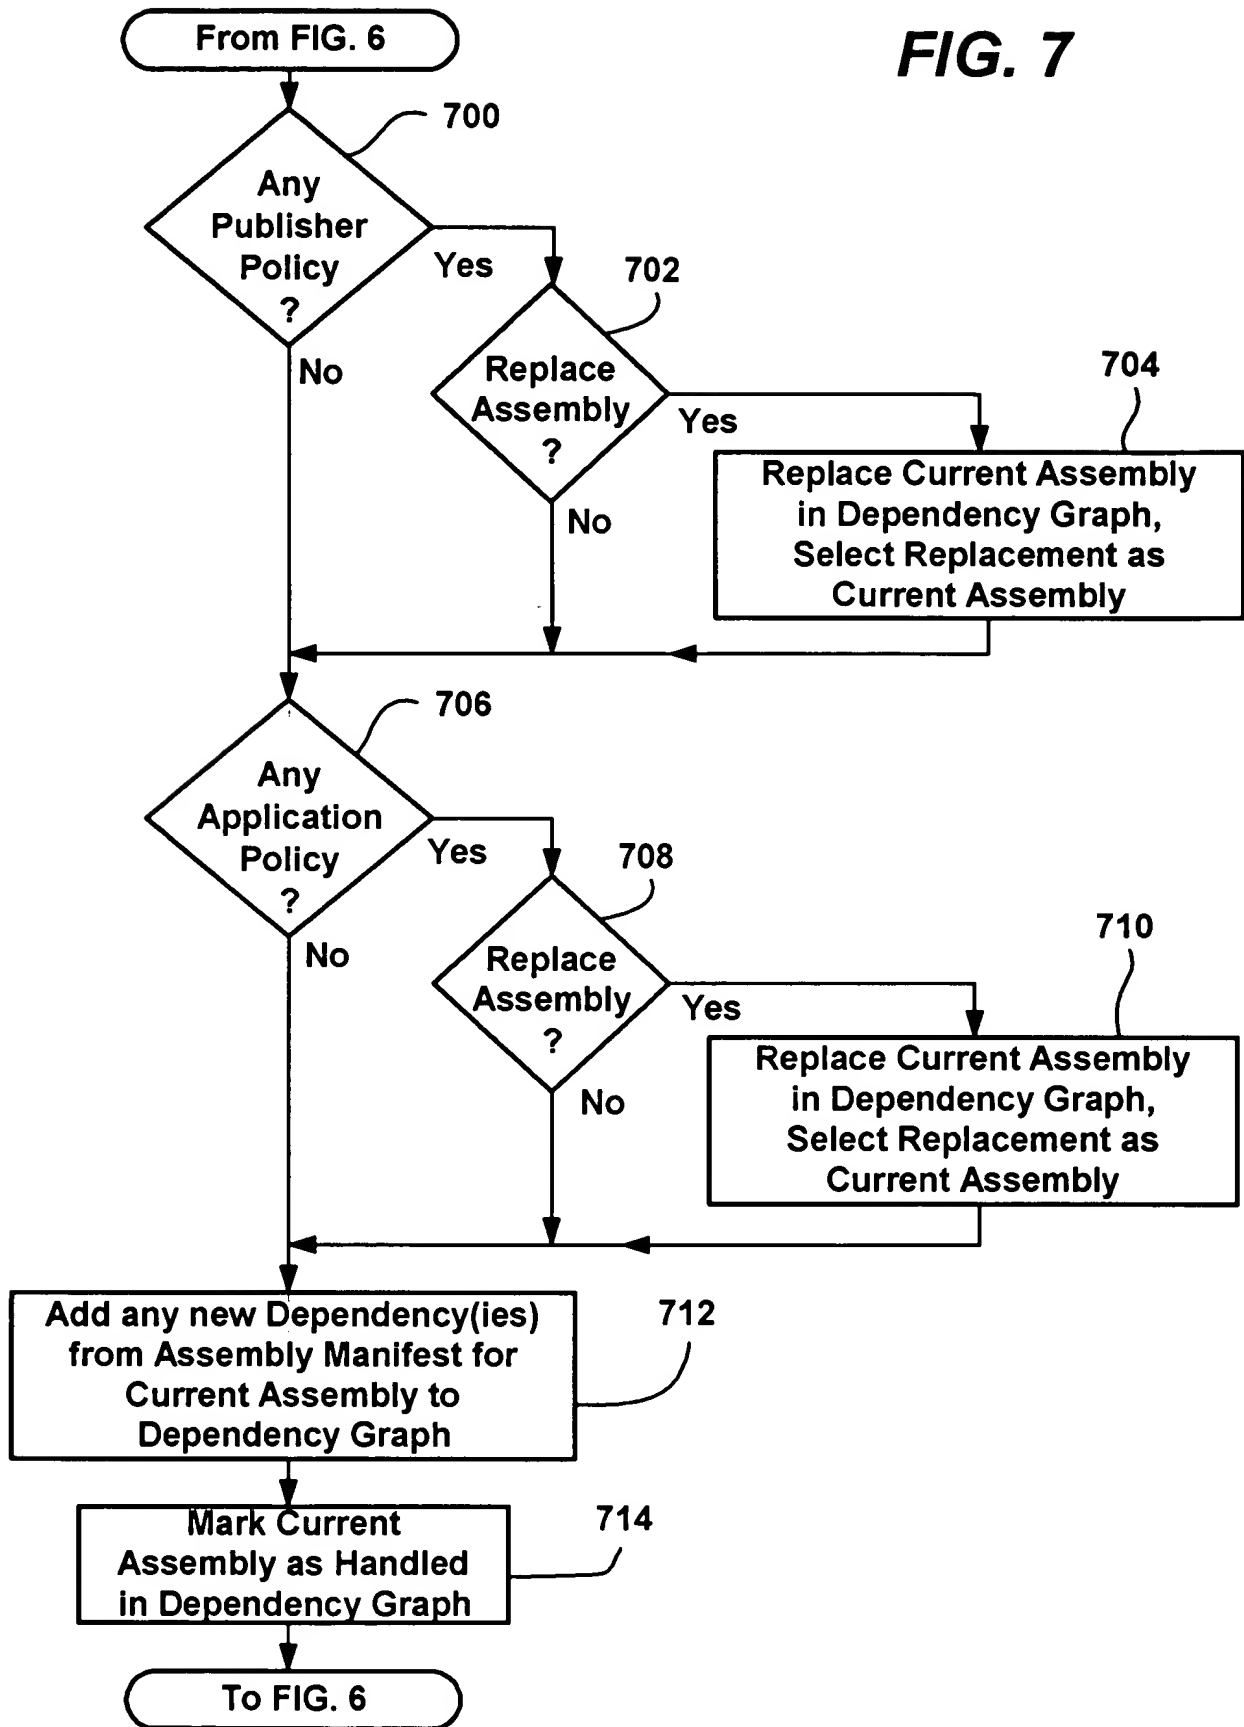 From FIG. 6
FIG. 7
700
Any
Publisher
Policy
?
Yes
No
702
Replace
Assembly
?
Yes
No
704
Replace Current Assembly
in Dependency Graph,
Select Replacement as
Current Assembly
706
Any
Application
Policy
?
Yes
No
708
Replace
Assembly
?
Yes
No
710
Replace Current Assembly
in Dependency Graph,
Select Replacement as
Current Assembly
Add any new Dependency(ies)
from Assembly Manifest for
Current Assembly to
Dependency Graph
712
Mark Current
Assembly as Handled
in Dependency Graph
714
To FIG. 6